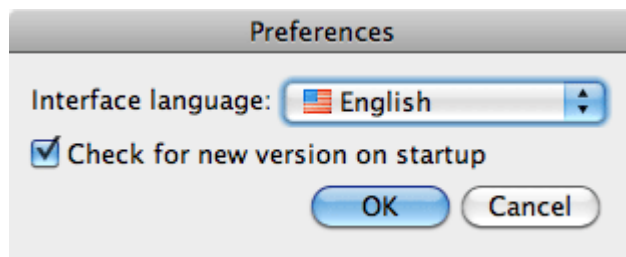 Preferences
Interface language: English
Check for new version on startup
OK Cancel